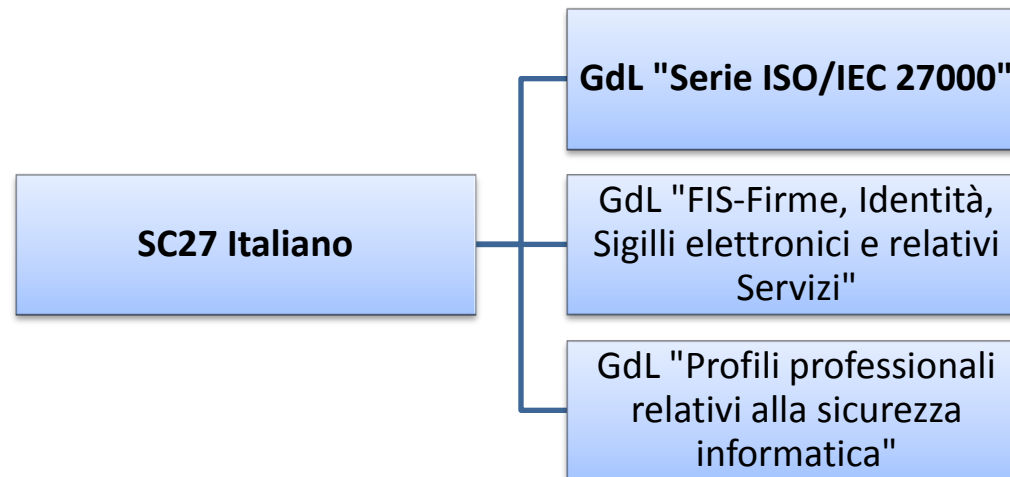 GdL "Serie ISO/IEC 27000"
SC27 Italiano
GdL "FIS-Firme, Identità,
Sigilli elettronici e relativi
Servizi"
GdL "Profili professionali
relativi alla sicurezza
informatica"